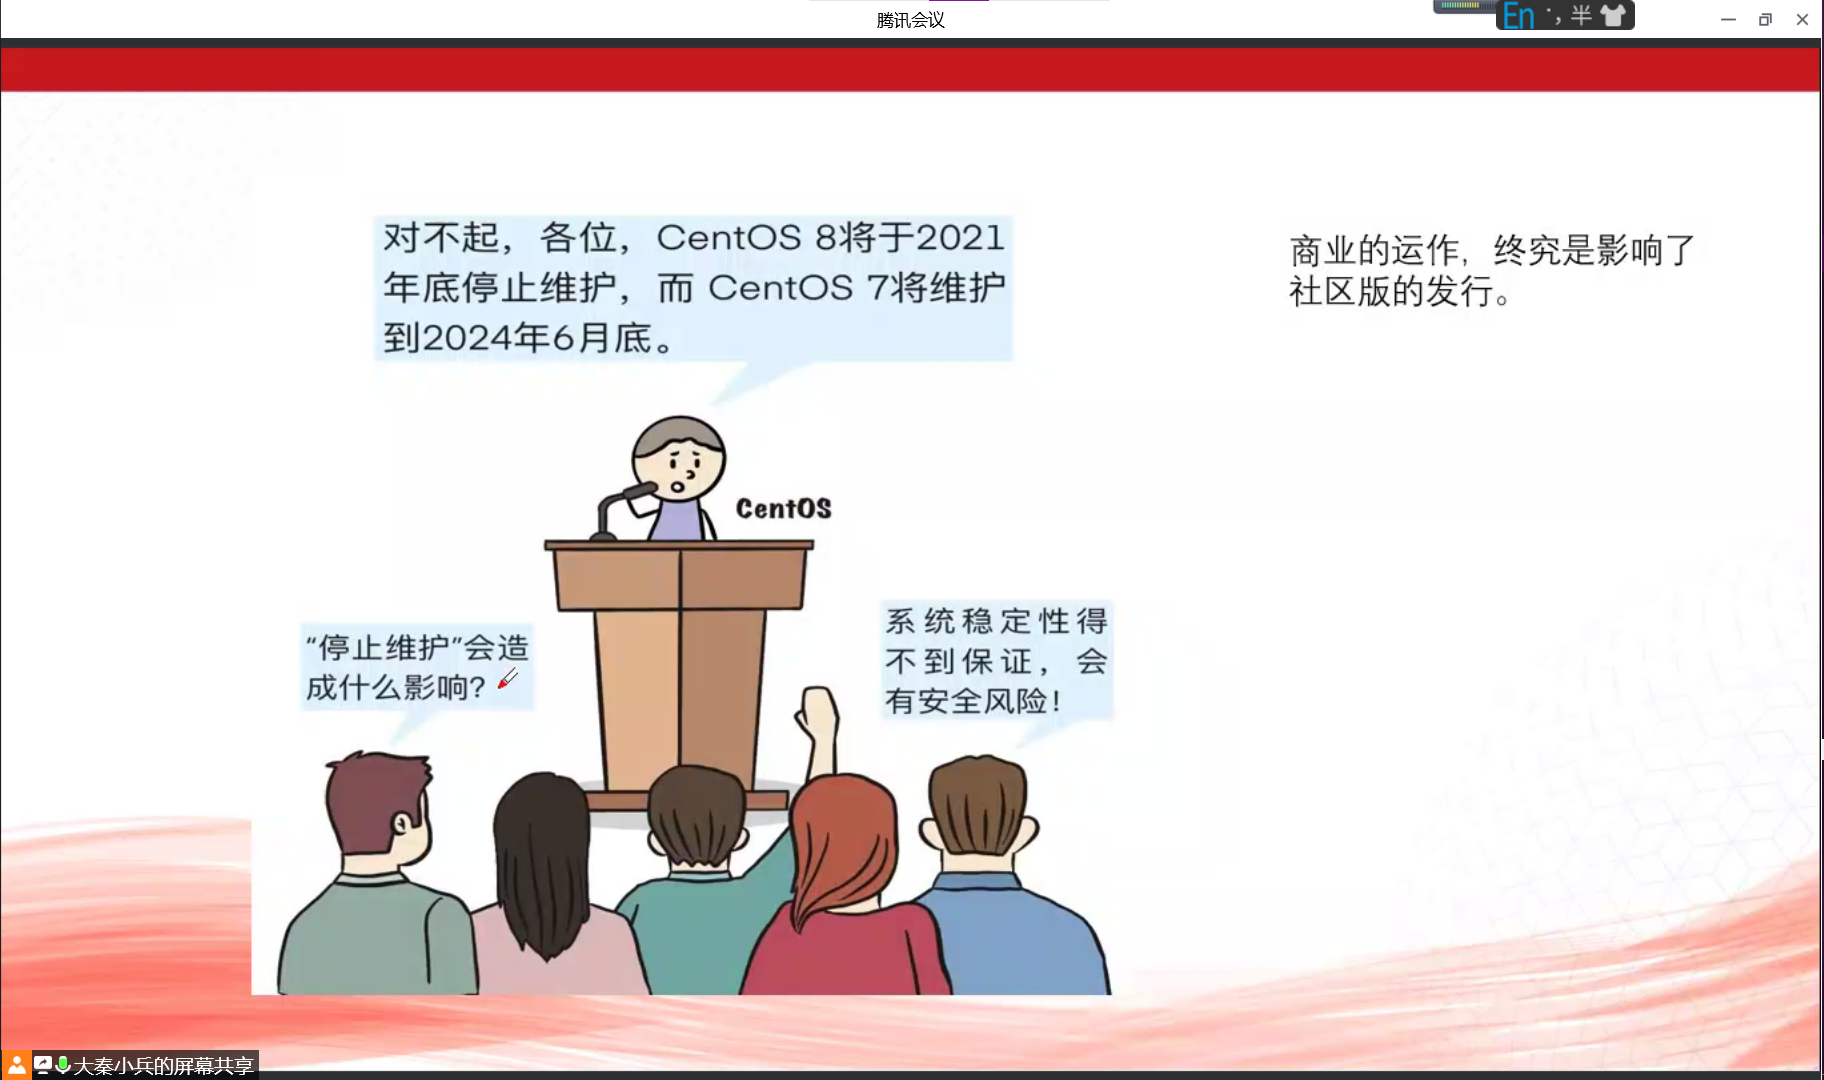 腾讯会议
En ·, 半
对不起，各位，CentOS 8将于2021
年底停止维护，而 CentOS 7将维护
到2024年6月底。
商业的运作，终究是影响了
社区版的发行。
CentOS
“停止维护”会造
成什么影响?
系统稳定性得
不到保证，会
有安全风险!
大秦小兵的屏幕共享